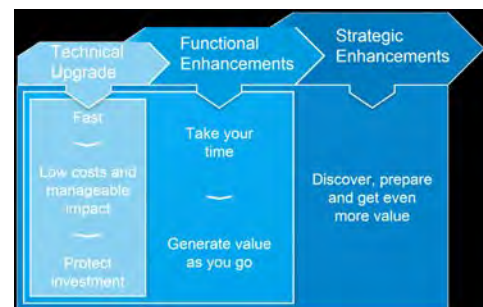 Technical
Upgrade
Functional
Enhancements
Strategic
Enhancements
Fast
Low costs and
manageable
impact
Protect
investment
Take your
time
Generate value
as you go
Discover, prepare
and get even
more value